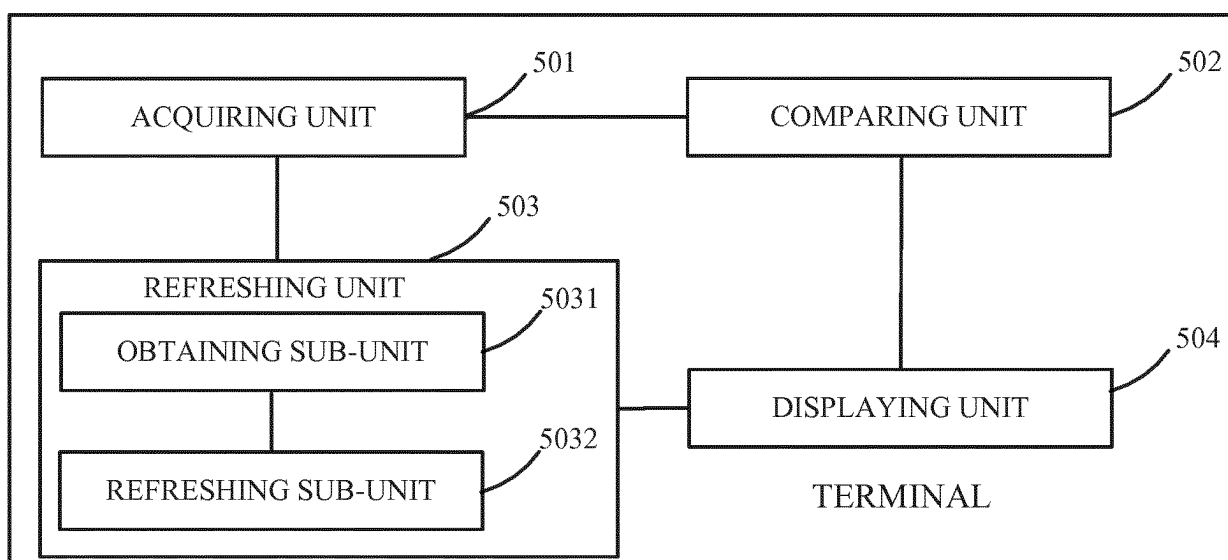 501
ACQUIRING UNIT
502
COMPARING UNIT
503
REFRESHING UNIT
5031
OBTAINING SUB-UNIT
5032
REFRESHING SUB-UNIT
504
DISPLAYING UNIT
TERMINAL